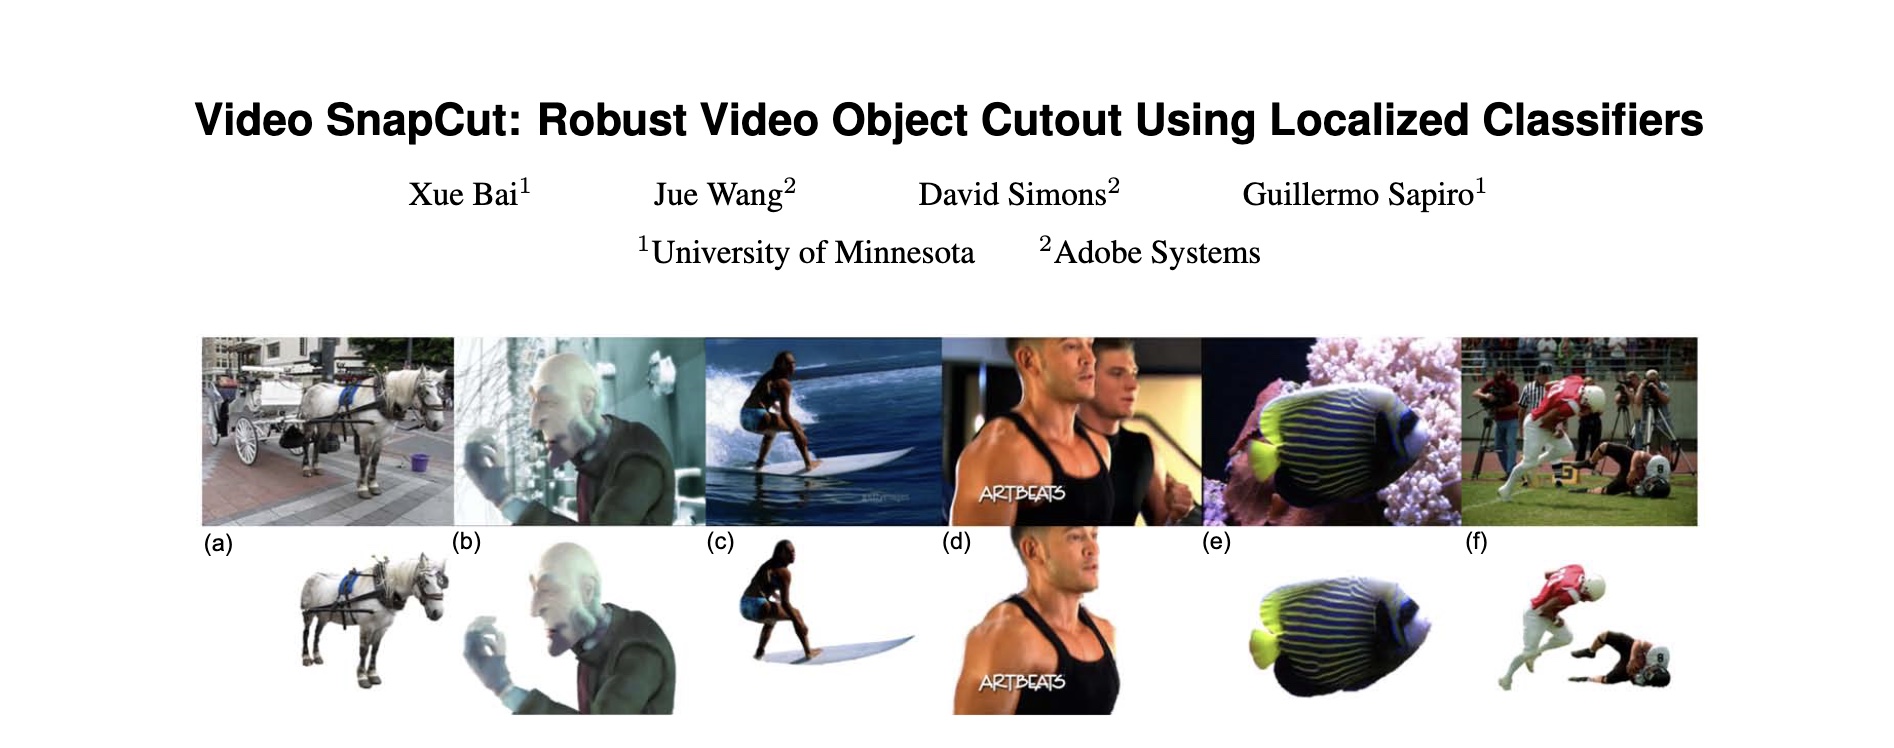 Video SnapCut: Robust Video Object Cutout Using Localized Classifiers
Xue Bai¹ Jue Wang² David Simons² Guillermo Sapiro¹
¹University of Minnesota ²Adobe Systems
ARTBEATS
(a) (b) (c) (d) (e) (f)
ARTBEATS